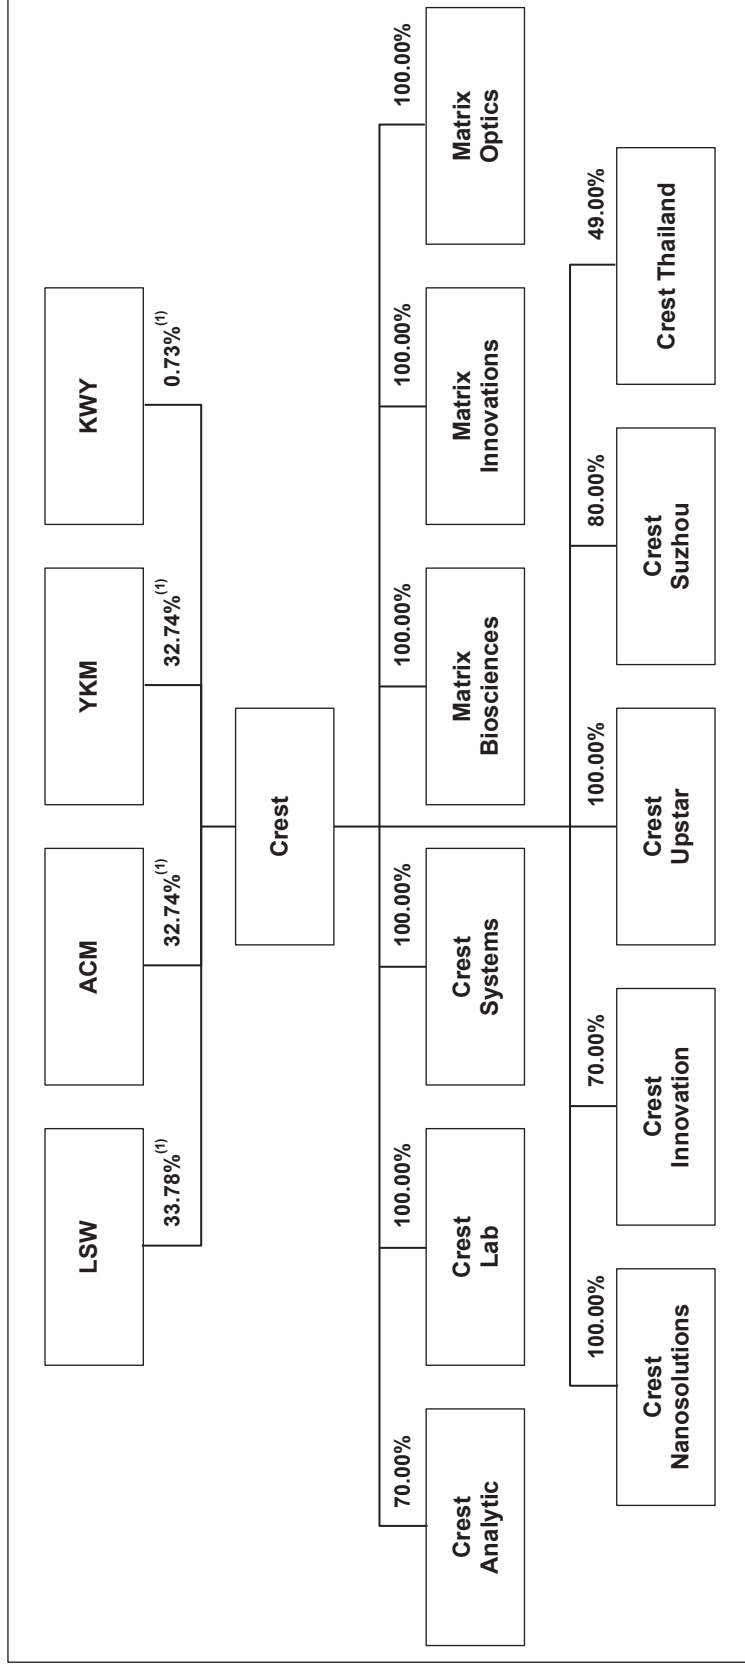 LSW
ACM
YKM
KWY
33.78%(1)
32.74%(1)
32.74%(1)
0.73%(1)
Crest
70.00%
100.00%
100.00%
100.00%
100.00%
100.00%
Crest
Analytic
Crest
Lab
Crest
Systems
Matrix
Biosciences
Matrix
Innovations
Matrix
Optics
100.00%
70.00%
100.00%
80.00%
49.00%
Crest
Nanosolutions
Crest
Innovation
Crest
Upstar
Crest
Suzhou
Crest Thailand